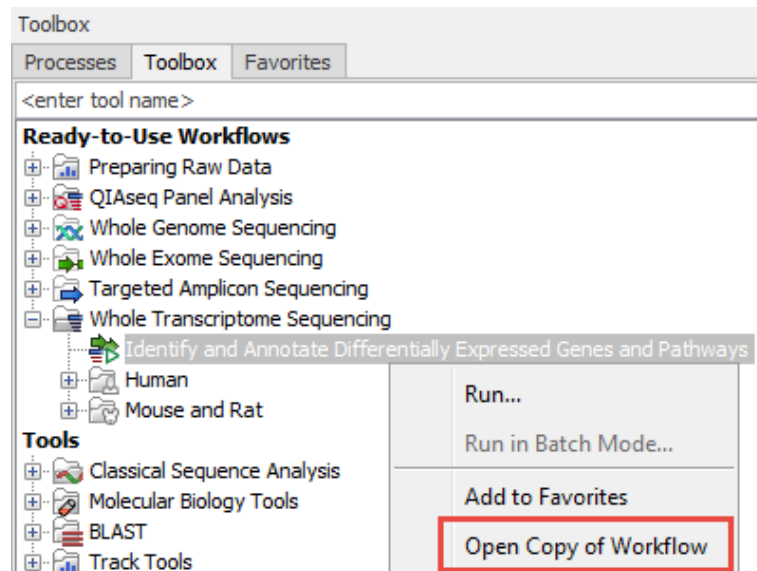 Toolbox
Processes Toolbox Favorites
<enter tool name>
Ready-to-Use Workflows
Preparing Raw Data
QIAseq Panel Analysis
Whole Genome Sequencing
Whole Exome Sequencing
Targeted Amplicon Sequencing
Whole Transcriptome Sequencing
Identify and Annotate Differentially Expressed Genes and Pathways
Human
Mouse and Rat
Tools
Classical Sequence Analysis
Molecular Biology Tools
BLAST
Track Tools
Run...
Run in Batch Mode...
Add to Favorites
Open Copy of Workflow